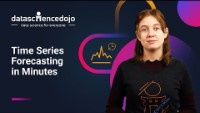 datasciencedojo
data science for everyone
Time Series
Forecasting
in Minutes